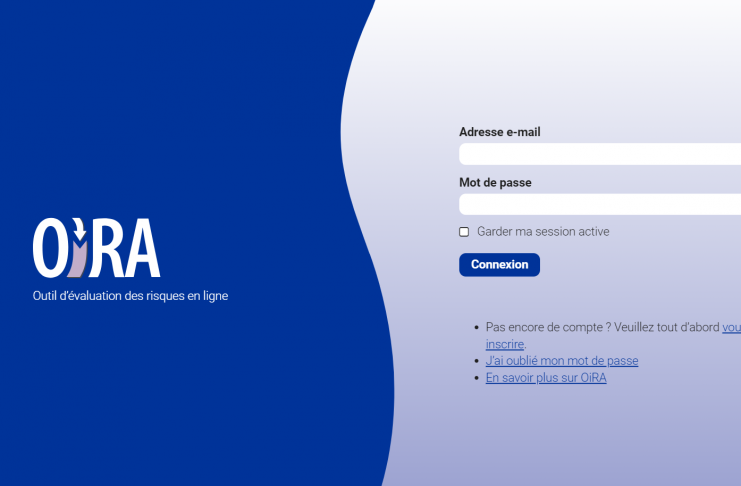 OiRA
Outil d'évaluation des risques en ligne
Adresse e-mail
Mot de passe
Garder ma session active
Connexion
Pas encore de compte ? Veuillez tout d'abord vou
inscrire.
J'ai oublié mon mot de passe
En savoir plus sur OiRA